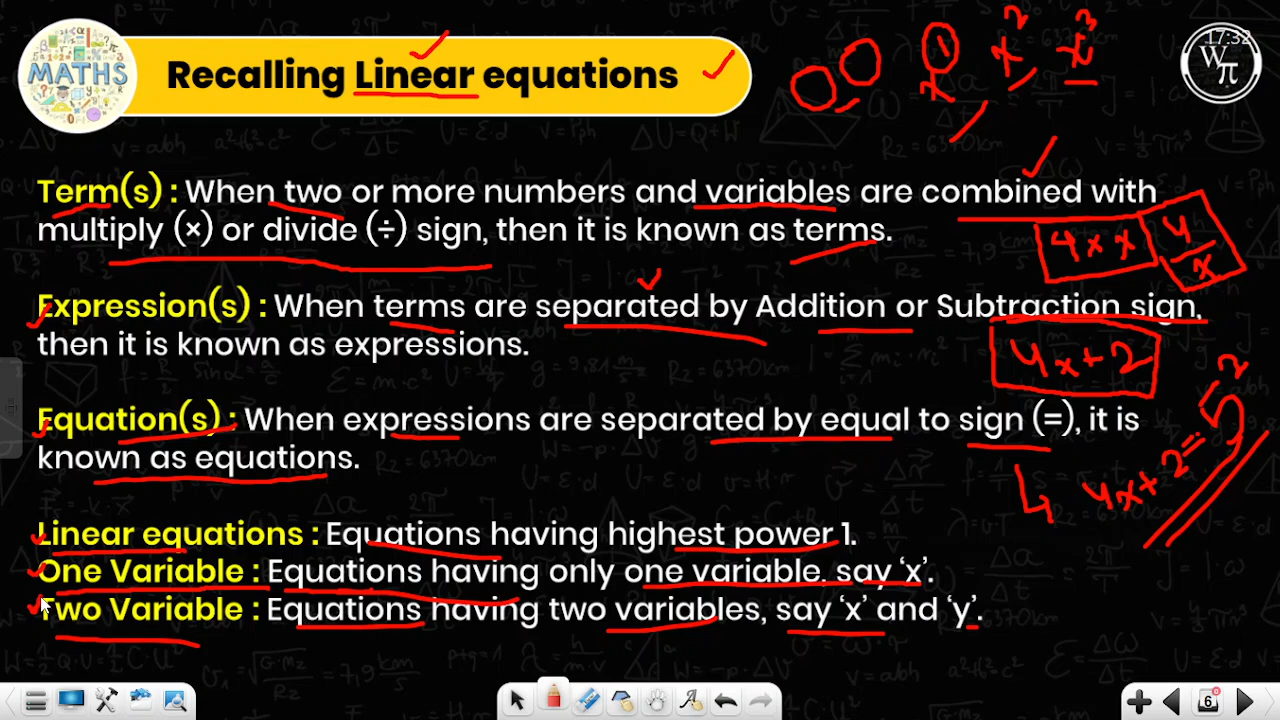 MATHS
Recalling Linear equations
1
x
x²
x³
17:32
Wπ
Term(s) : When two or more numbers and variables are combined with
multiply (×) or divide (÷) sign, then it is known as terms.
4×x
4/x
Expression(s) : When terms are separated by Addition or Subtraction sign,
then it is known as expressions.
4x+2
Equation(s) : When expressions are separated by equal to sign (=), it is
known as equations.
4x+2=5
Linear equations : Equations having highest power 1.
One Variable : Equations having only one variable, say ‘x’.
Two Variable : Equations having two variables, say ‘x’ and ‘y’.
6